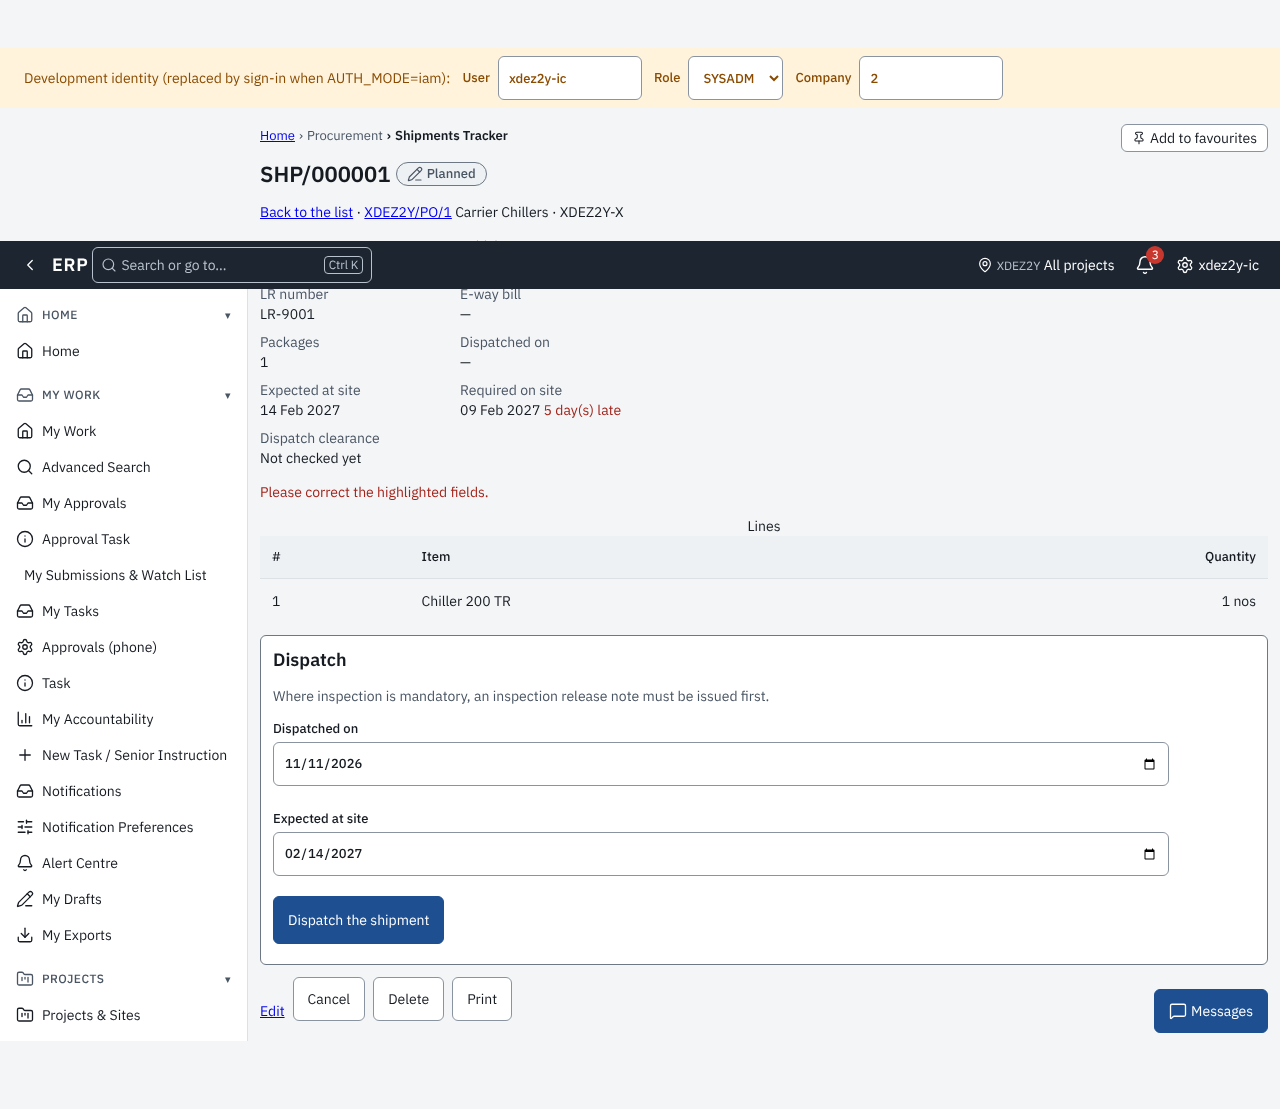 Development identity (replaced by sign-in when AUTH_MODE=iam): User xdez2y-ic Role SYSADM Company 2
Home › Procurement › Shipments Tracker
Add to favourites
SHP/000001 Planned
Back to the list · XDEZ2Y/PO/1 Carrier Chillers · XDEZ2Y-X
ERP Search or go to... Ctrl K XDEZ2Y All projects 3 xdez2y-ic
HOME
Home
MY WORK
My Work
Advanced Search
My Approvals
Approval Task
My Submissions & Watch List
My Tasks
Approvals (phone)
Task
My Accountability
New Task / Senior Instruction
Notifications
Notification Preferences
Alert Centre
My Drafts
My Exports
PROJECTS
Projects & Sites
LR number E-way bill
LR-9001 —
Packages Dispatched on
1 —
Expected at site Required on site
14 Feb 2027 09 Feb 2027 5 day(s) late
Dispatch clearance
Not checked yet
Please correct the highlighted fields.
Lines
# Item Quantity
1 Chiller 200 TR 1 nos
Dispatch
Where inspection is mandatory, an inspection release note must be issued first.
Dispatched on
11/11/2026
Expected at site
02/14/2027
Dispatch the shipment
Edit Cancel Delete Print
Messages